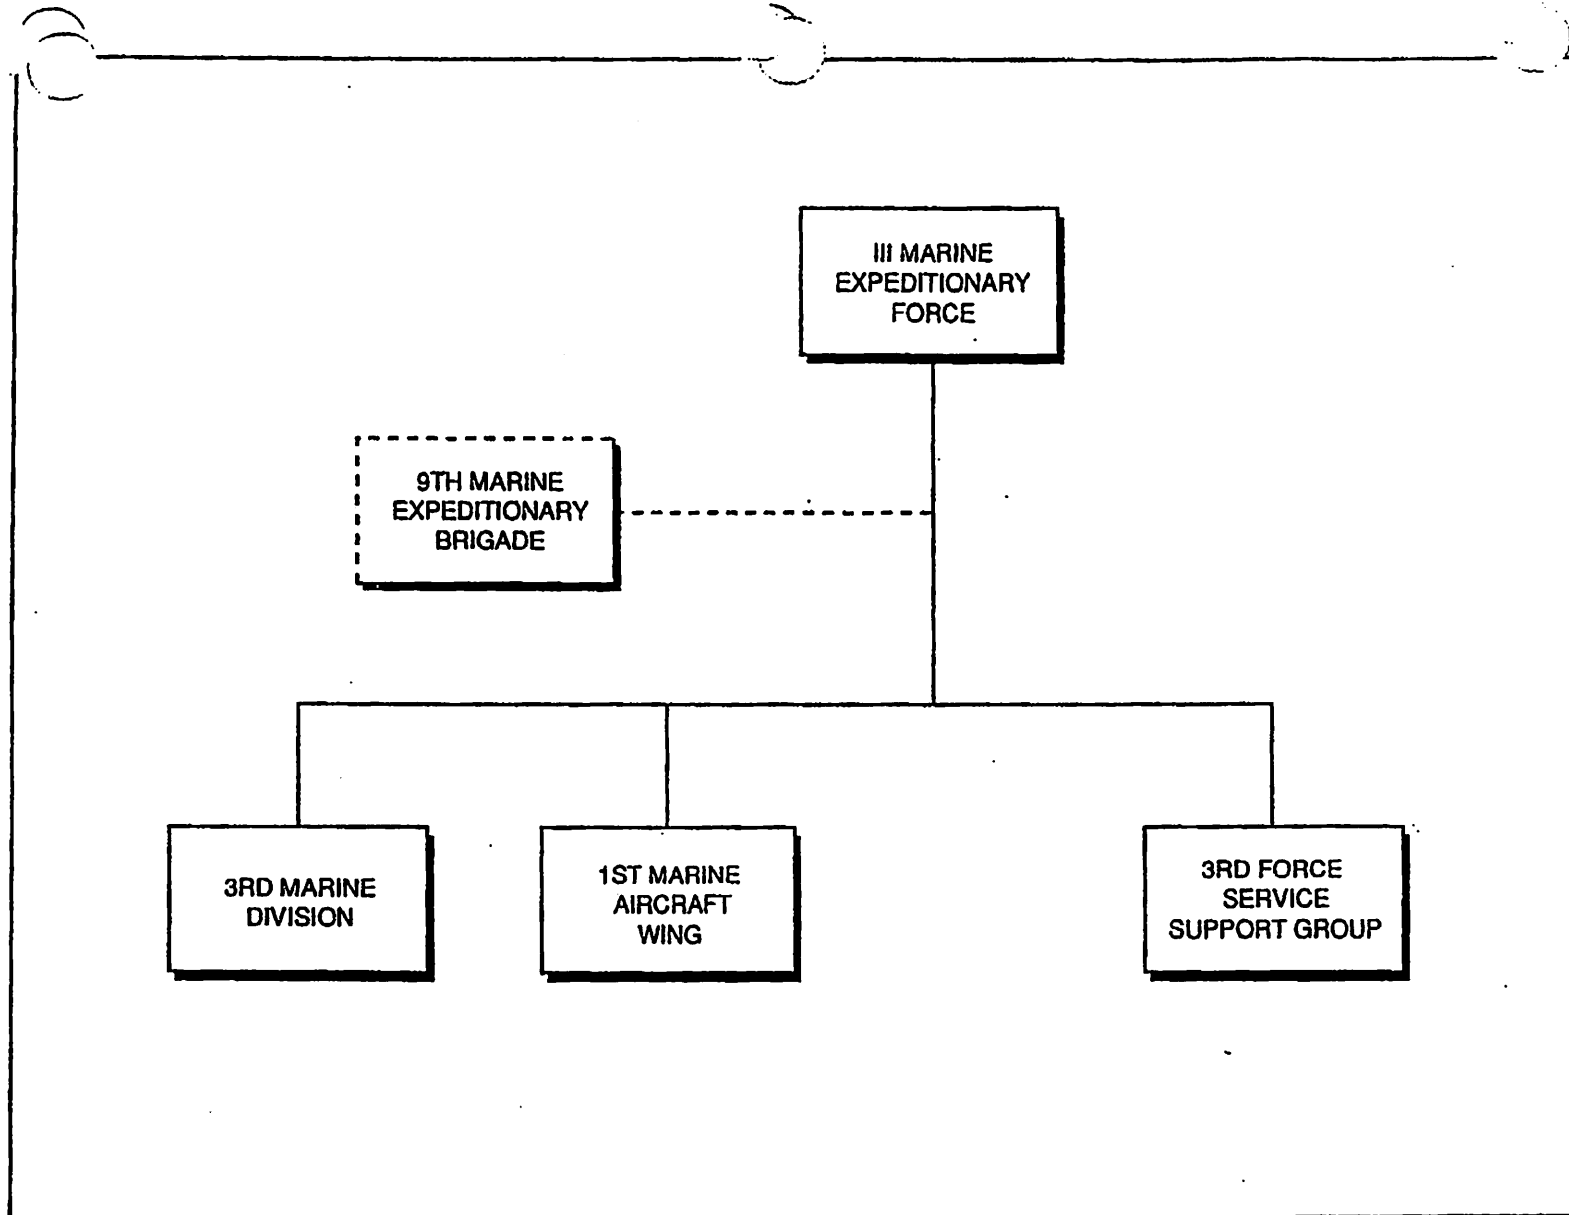 III MARINE
EXPEDITIONARY
FORCE
9TH MARINE
EXPEDITIONARY
BRIGADE
3RD MARINE
DIVISION
1ST MARINE
AIRCRAFT
WING
3RD FORCE
SERVICE
SUPPORT GROUP